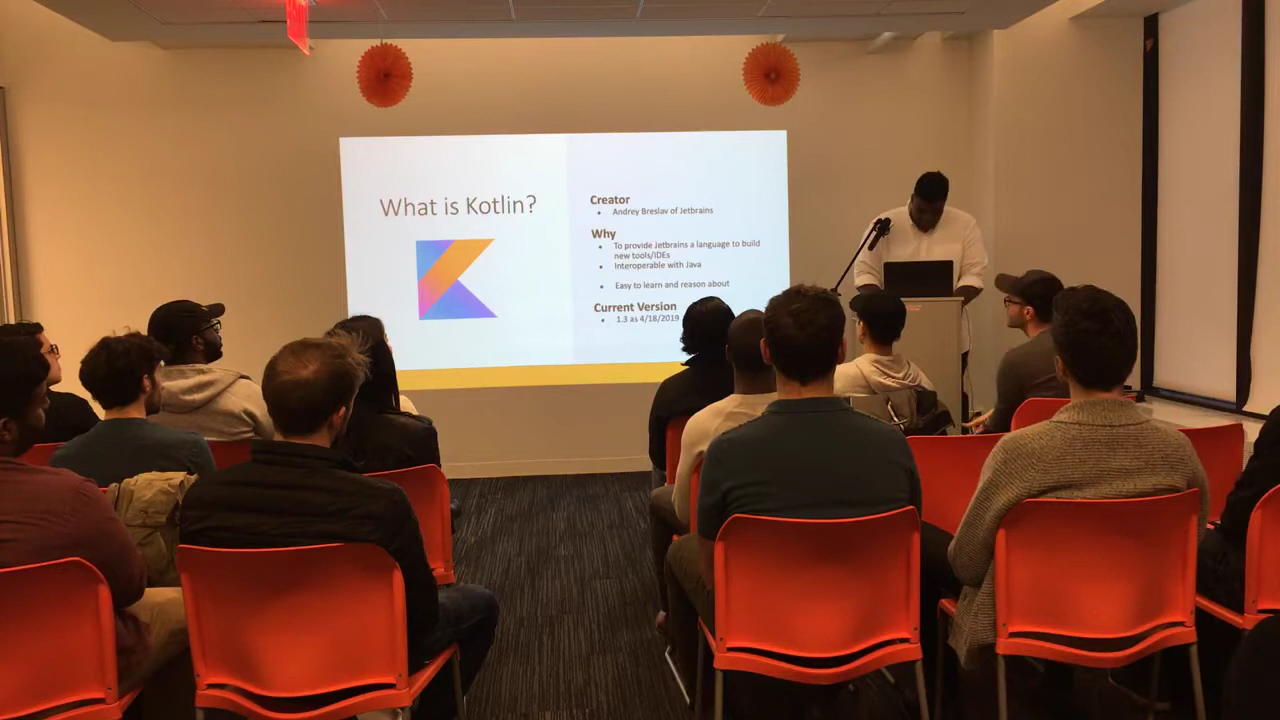 What is Kotlin?
Creator
• Andrey Breslav of Jetbrains
Why
• To provide Jetbrains a language to build
new tools/IDEs
• Interoperable with Java
• Easy to learn and reason about
Current Version
• 1.3 as 4/18/2019